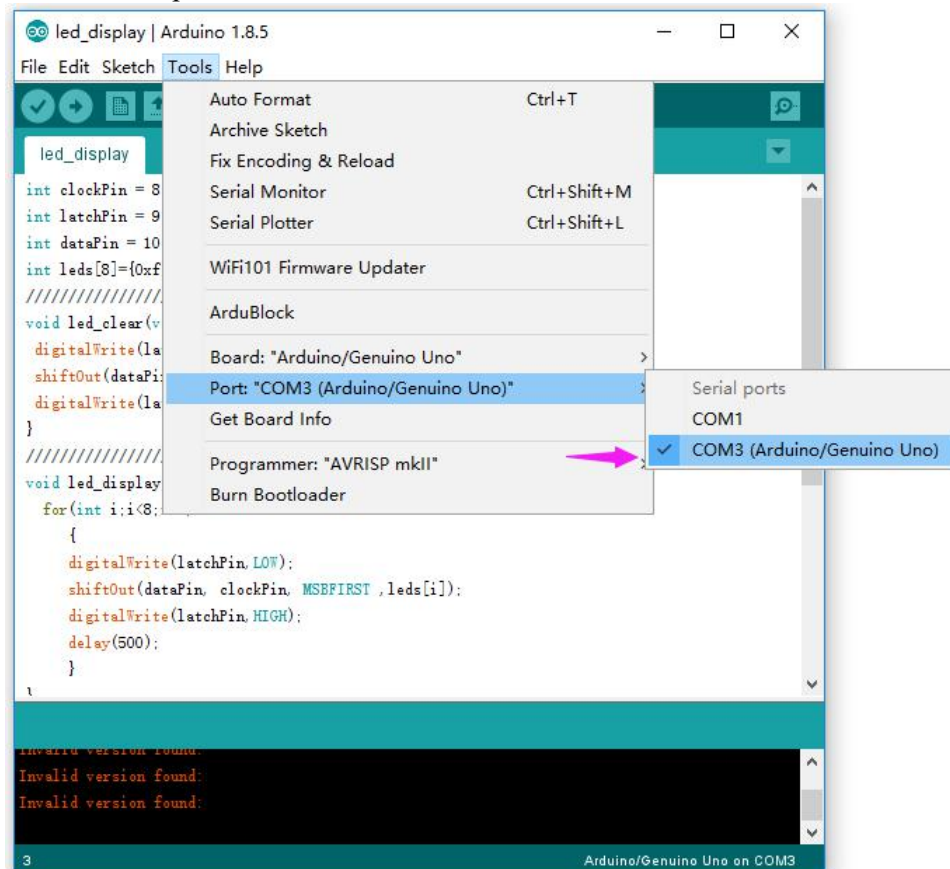 led_display | Arduino 1.8.5
File Edit Sketch Tools Help
led_display
int clockPin = 8
int latchPin = 9
int dataPin = 10
int leds[8]={0xf
/////////////////
void led_clear(v
digitalWrite(la
shiftOut(dataPi
digitalWrite(la
}
/////////////////
void led_display
for(int i;i<8;
{
digitalWrite(latchPin,LOW);
shiftOut(dataPin, clockPin, MSBFIRST ,leds[i]);
digitalWrite(latchPin,HIGH);
delay(500);
}
Auto Format Ctrl+T
Archive Sketch
Fix Encoding & Reload
Serial Monitor Ctrl+Shift+M
Serial Plotter Ctrl+Shift+L
WiFi101 Firmware Updater
ArduBlock
Board: "Arduino/Genuino Uno"
Port: "COM3 (Arduino/Genuino Uno)"
Get Board Info
Programmer: "AVRISP mkII"
Burn Bootloader
Serial ports
COM1
COM3 (Arduino/Genuino Uno)
Invalid version found:
Invalid version found:
Invalid version found:
3 Arduino/Genuino Uno on COM3